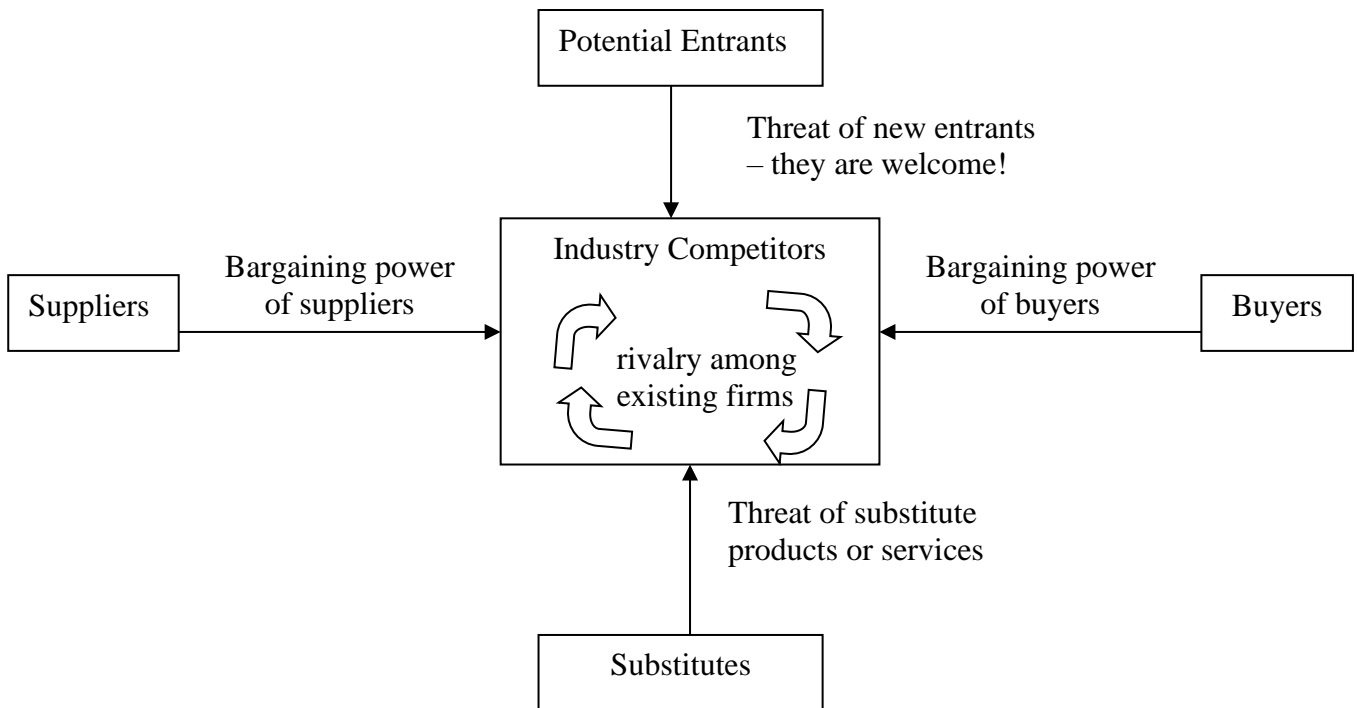 Potential Entrants
Threat of new entrants
– they are welcome!
Industry Competitors
Bargaining power
of suppliers
Bargaining power
of buyers
Suppliers
Buyers
rivalry among
existing firms
Threat of substitute
products or services
Substitutes